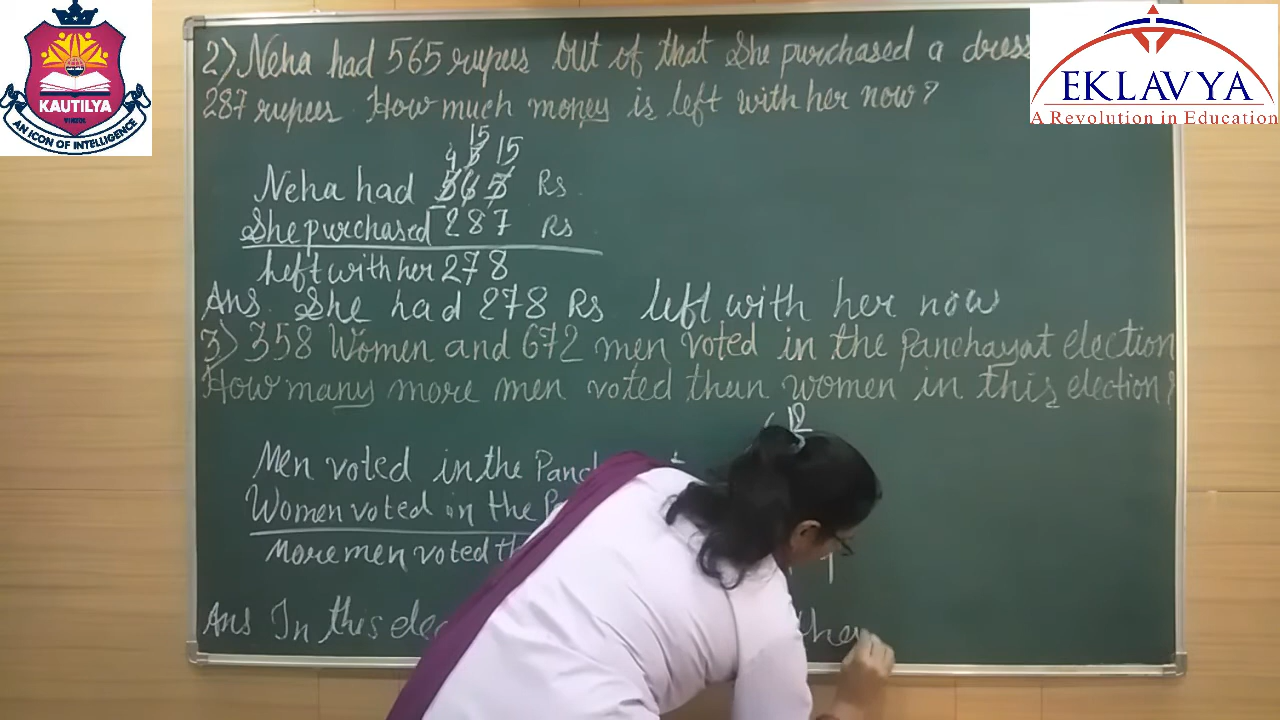 KAUTILYA
AN ICON OF INTELLIGENCE
EKLAVYA
A Revolution in Education
2) Neha had 565 rupees out of that She purchased a dress
287 rupees. How much money is left with her now?
15
4 5 15
Neha had 565 Rs
She purchased 287 Rs
Left with her 278
Ans. She had 278 Rs left with her now
3) 358 Women and 672 men voted in the Panchayat election
How many more men voted than women in this election?
12
Men voted in the
Women voted in the
More men voted
Ans In this